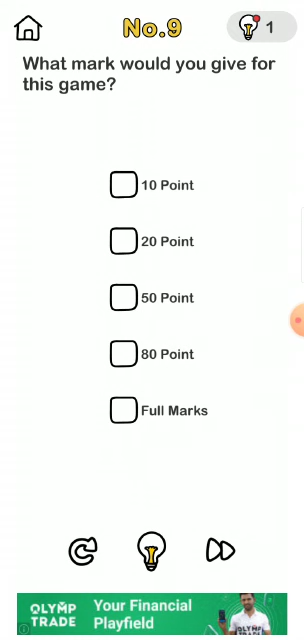 No.9
1
What mark would you give for
this game?
10 Point
20 Point
50 Point
80 Point
Full Marks
OLYMP
TRADE
Your Financial
Playfield